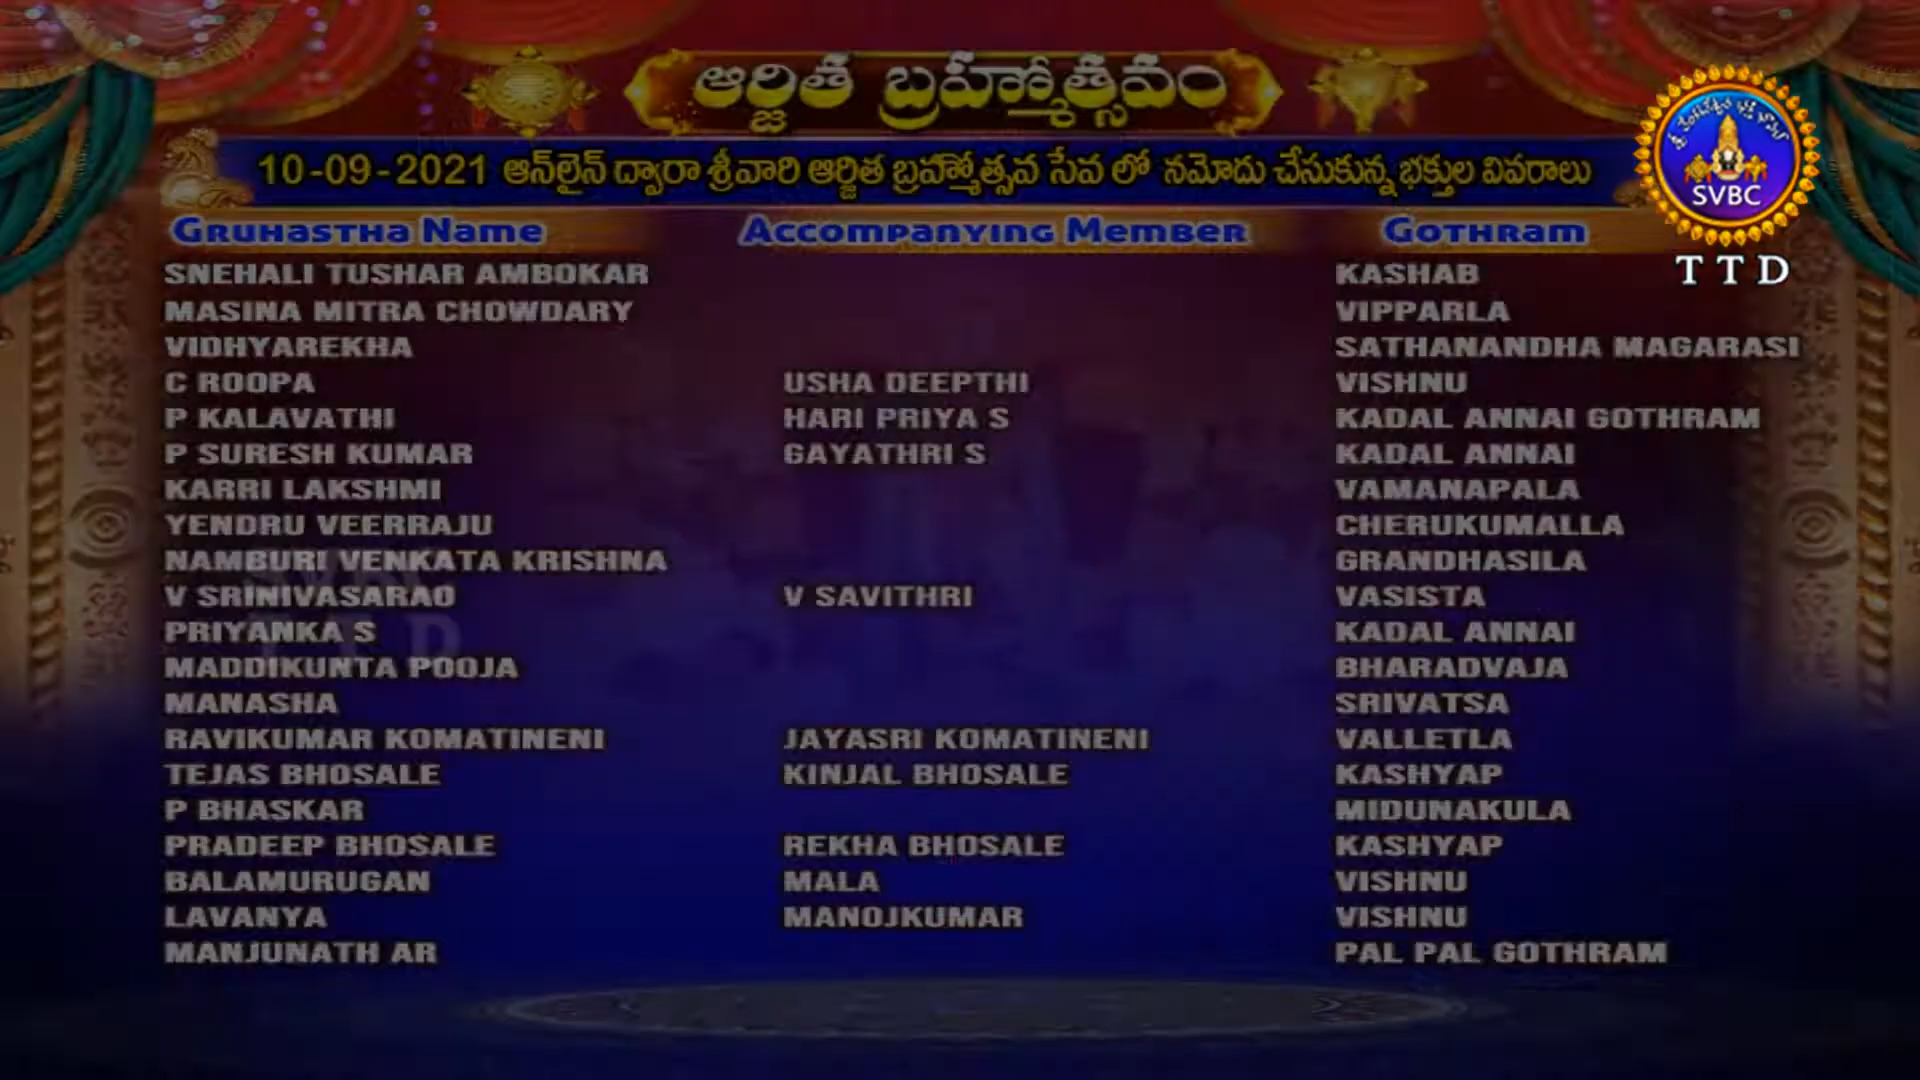 ఆర్జిత బ్రహ్మోత్సవం
10-09-2021 ఆన్‌లైన్ ద్వారా శ్రీవారి ఆర్జిత బ్రహ్మోత్సవ సేవ లో నమోదు చేసుకున్న భక్తుల వివరాలు
SVBC
TTD
Gruhastha Name Accompanying Member Gothram
SNEHALI TUSHAR AMBOKAR KASHAB
MASINA MITRA CHOWDARY VIPPARLA
VIDHYAREKHA SATHANANDHA MAGARASI
C ROOPA USHA DEEPTHI VISHNU
P KALAVATHI HARI PRIYA S KADAL ANNAI GOTHRAM
P SURESH KUMAR GAYATHRI S KADAL ANNAI
KARRI LAKSHMI VAMANAPALA
YENDRU VEERRAJU CHERUKUMALLA
NAMBURI VENKATA KRISHNA GRANDHASILA
V SRINIVASARAO V SAVITHRI VASISTA
PRIYANKA S KADAL ANNAI
MADDIKUNTA POOJA BHARADVAJA
MANASHA SRIVATSA
RAVIKUMAR KOMATINENI JAYASRI KOMATINENI VALLETLA
TEJAS BHOSALE KINJAL BHOSALE KASHYAP
P BHASKAR MIDUNAKULA
PRADEEP BHOSALE REKHA BHOSALE KASHYAP
BALAMURUGAN MALA VISHNU
LAVANYA MANOJKUMAR VISHNU
MANJUNATH AR PAL PAL GOTHRAM